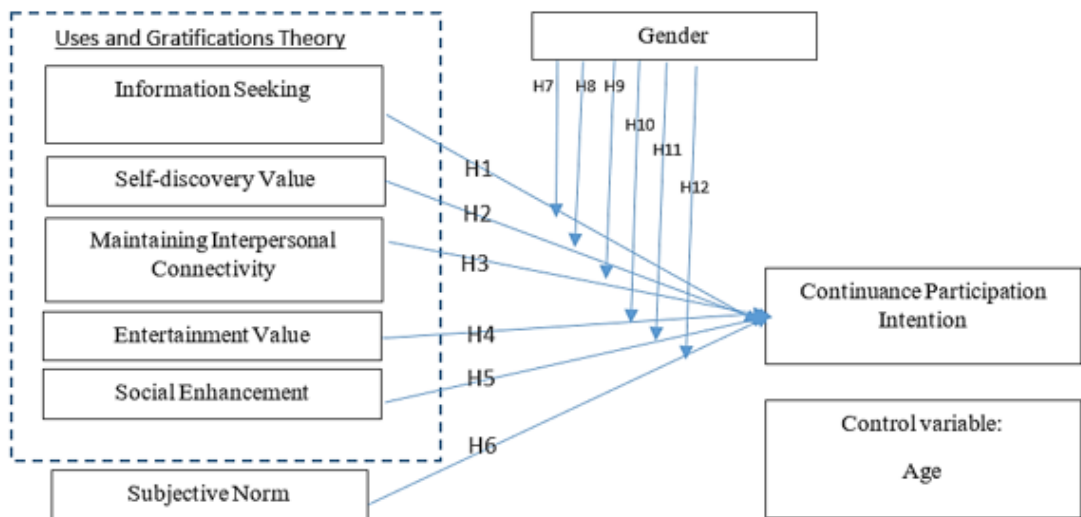 Uses and Gratifications Theory
Information Seeking
Self-discovery Value
Maintaining Interpersonal
Connectivity
Entertainment Value
Social Enhancement
Subjective Norm
Gender
H7
H8
H9
H10
H11
H12
H1
H2
H3
H4
H5
H6
Continuance Participation
Intention
Control variable:
Age